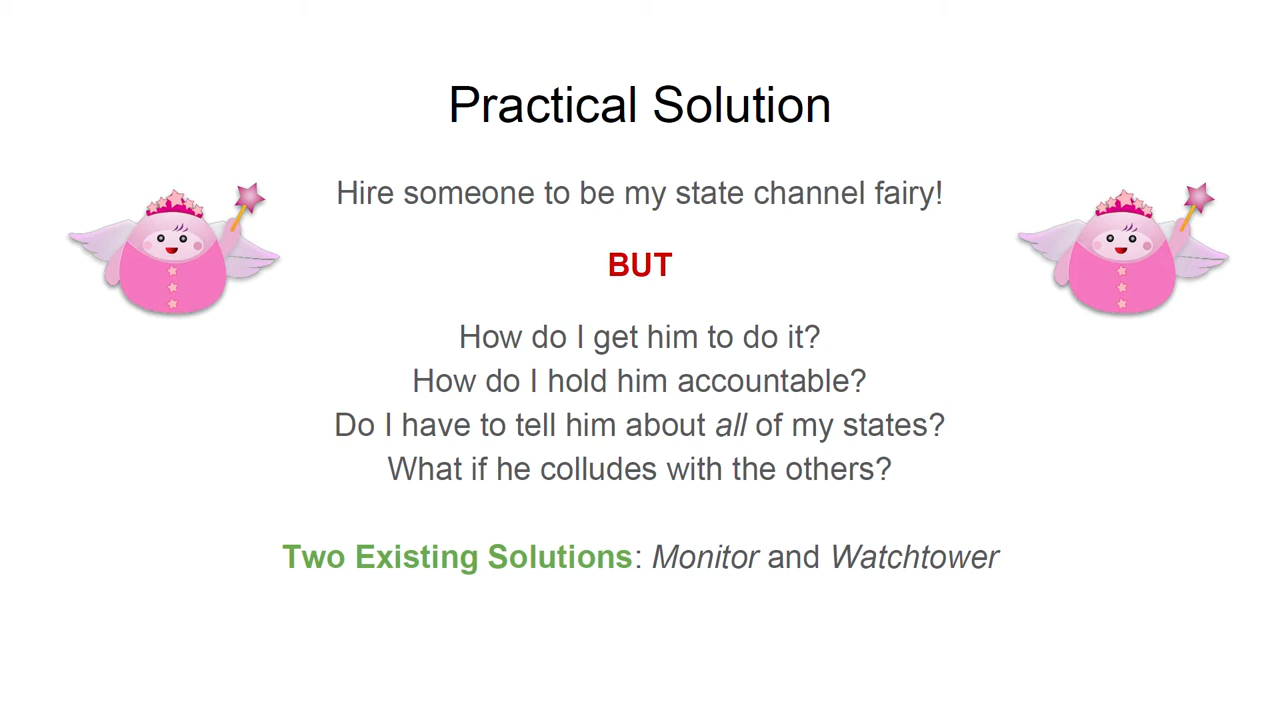 Practical Solution
Hire someone to be my state channel fairy!
BUT
How do I get him to do it?
How do I hold him accountable?
Do I have to tell him about all of my states?
What if he colludes with the others?
Two Existing Solutions: Monitor and Watchtower